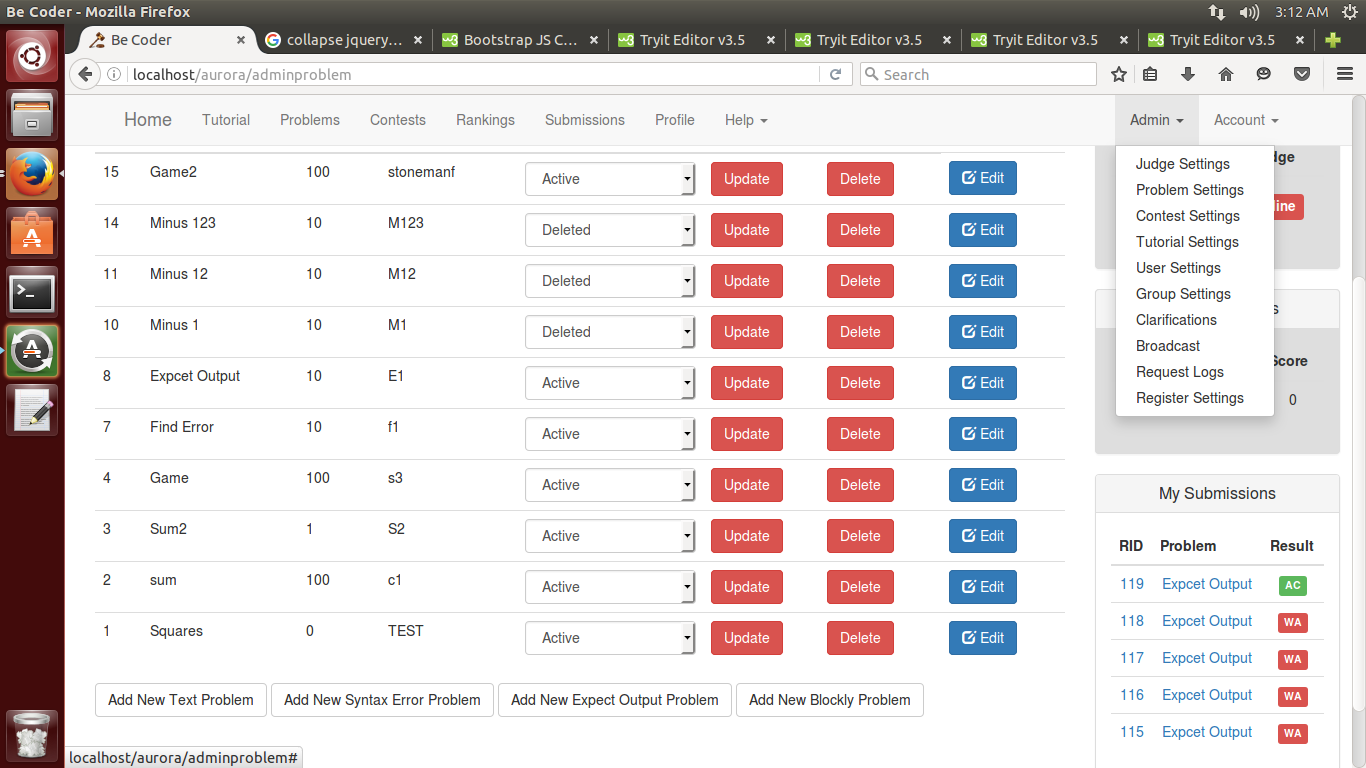 Be Coder - Mozilla Firefox 3:12 AM
Be Coder collapse jquery... Bootstrap JS C... Tryit Editor v3.5 Tryit Editor v3.5 Tryit Editor v3.5 Tryit Editor v3.5
localhost/aurora/adminproblem Search
Home Tutorial Problems Contests Rankings Submissions Profile Help Admin Account
15 Game2 100 stonemanf Active Update Delete Edit
14 Minus 123 10 M123 Deleted Update Delete Edit
11 Minus 12 10 M12 Deleted Update Delete Edit
10 Minus 1 10 M1 Deleted Update Delete Edit
8 Expcet Output 10 E1 Active Update Delete Edit
7 Find Error 10 f1 Active Update Delete Edit
4 Game 100 s3 Active Update Delete Edit
3 Sum2 1 S2 Active Update Delete Edit
2 sum 100 c1 Active Update Delete Edit
1 Squares 0 TEST Active Update Delete Edit
Add New Text Problem Add New Syntax Error Problem Add New Expect Output Problem Add New Blockly Problem
Judge Settings
Problem Settings
Contest Settings
Tutorial Settings
User Settings
Group Settings
Clarifications
Broadcast
Request Logs
Register Settings
dge
line
s
Score
0
My Submissions
RID Problem Result
119 Expcet Output AC
118 Expcet Output WA
117 Expcet Output WA
116 Expcet Output WA
115 Expcet Output WA
localhost/aurora/adminproblem#